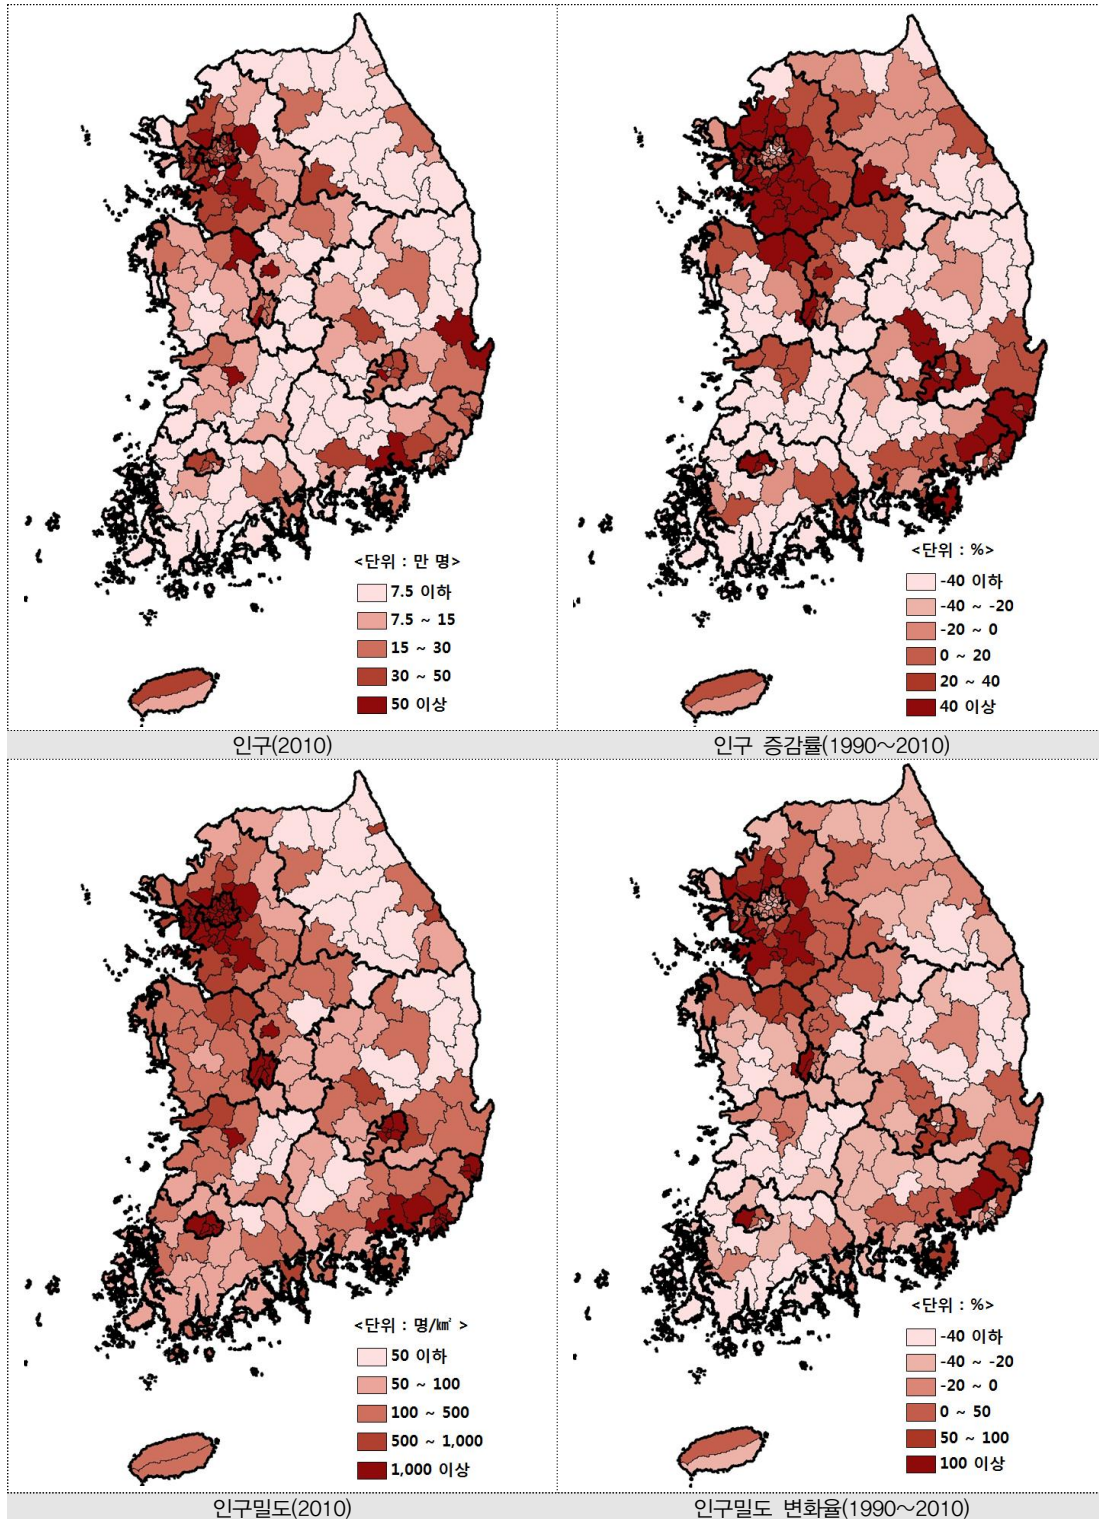 <단위 : 만 명>
7.5 이하
7.5 ~ 15
15 ~ 30
30 ~ 50
50 이상
인구(2010)
<단위 : %>
-40 이하
-40 ~ -20
-20 ~ 0
0 ~ 20
20 ~ 40
40 이상
인구 증감률(1990~2010)
<단위 : 명/㎢ >
50 이하
50 ~ 100
100 ~ 500
500 ~ 1,000
1,000 이상
인구밀도(2010)
<단위 : %>
-40 이하
-40 ~ -20
-20 ~ 0
0 ~ 50
50 ~ 100
100 이상
인구밀도 변화율(1990~2010)